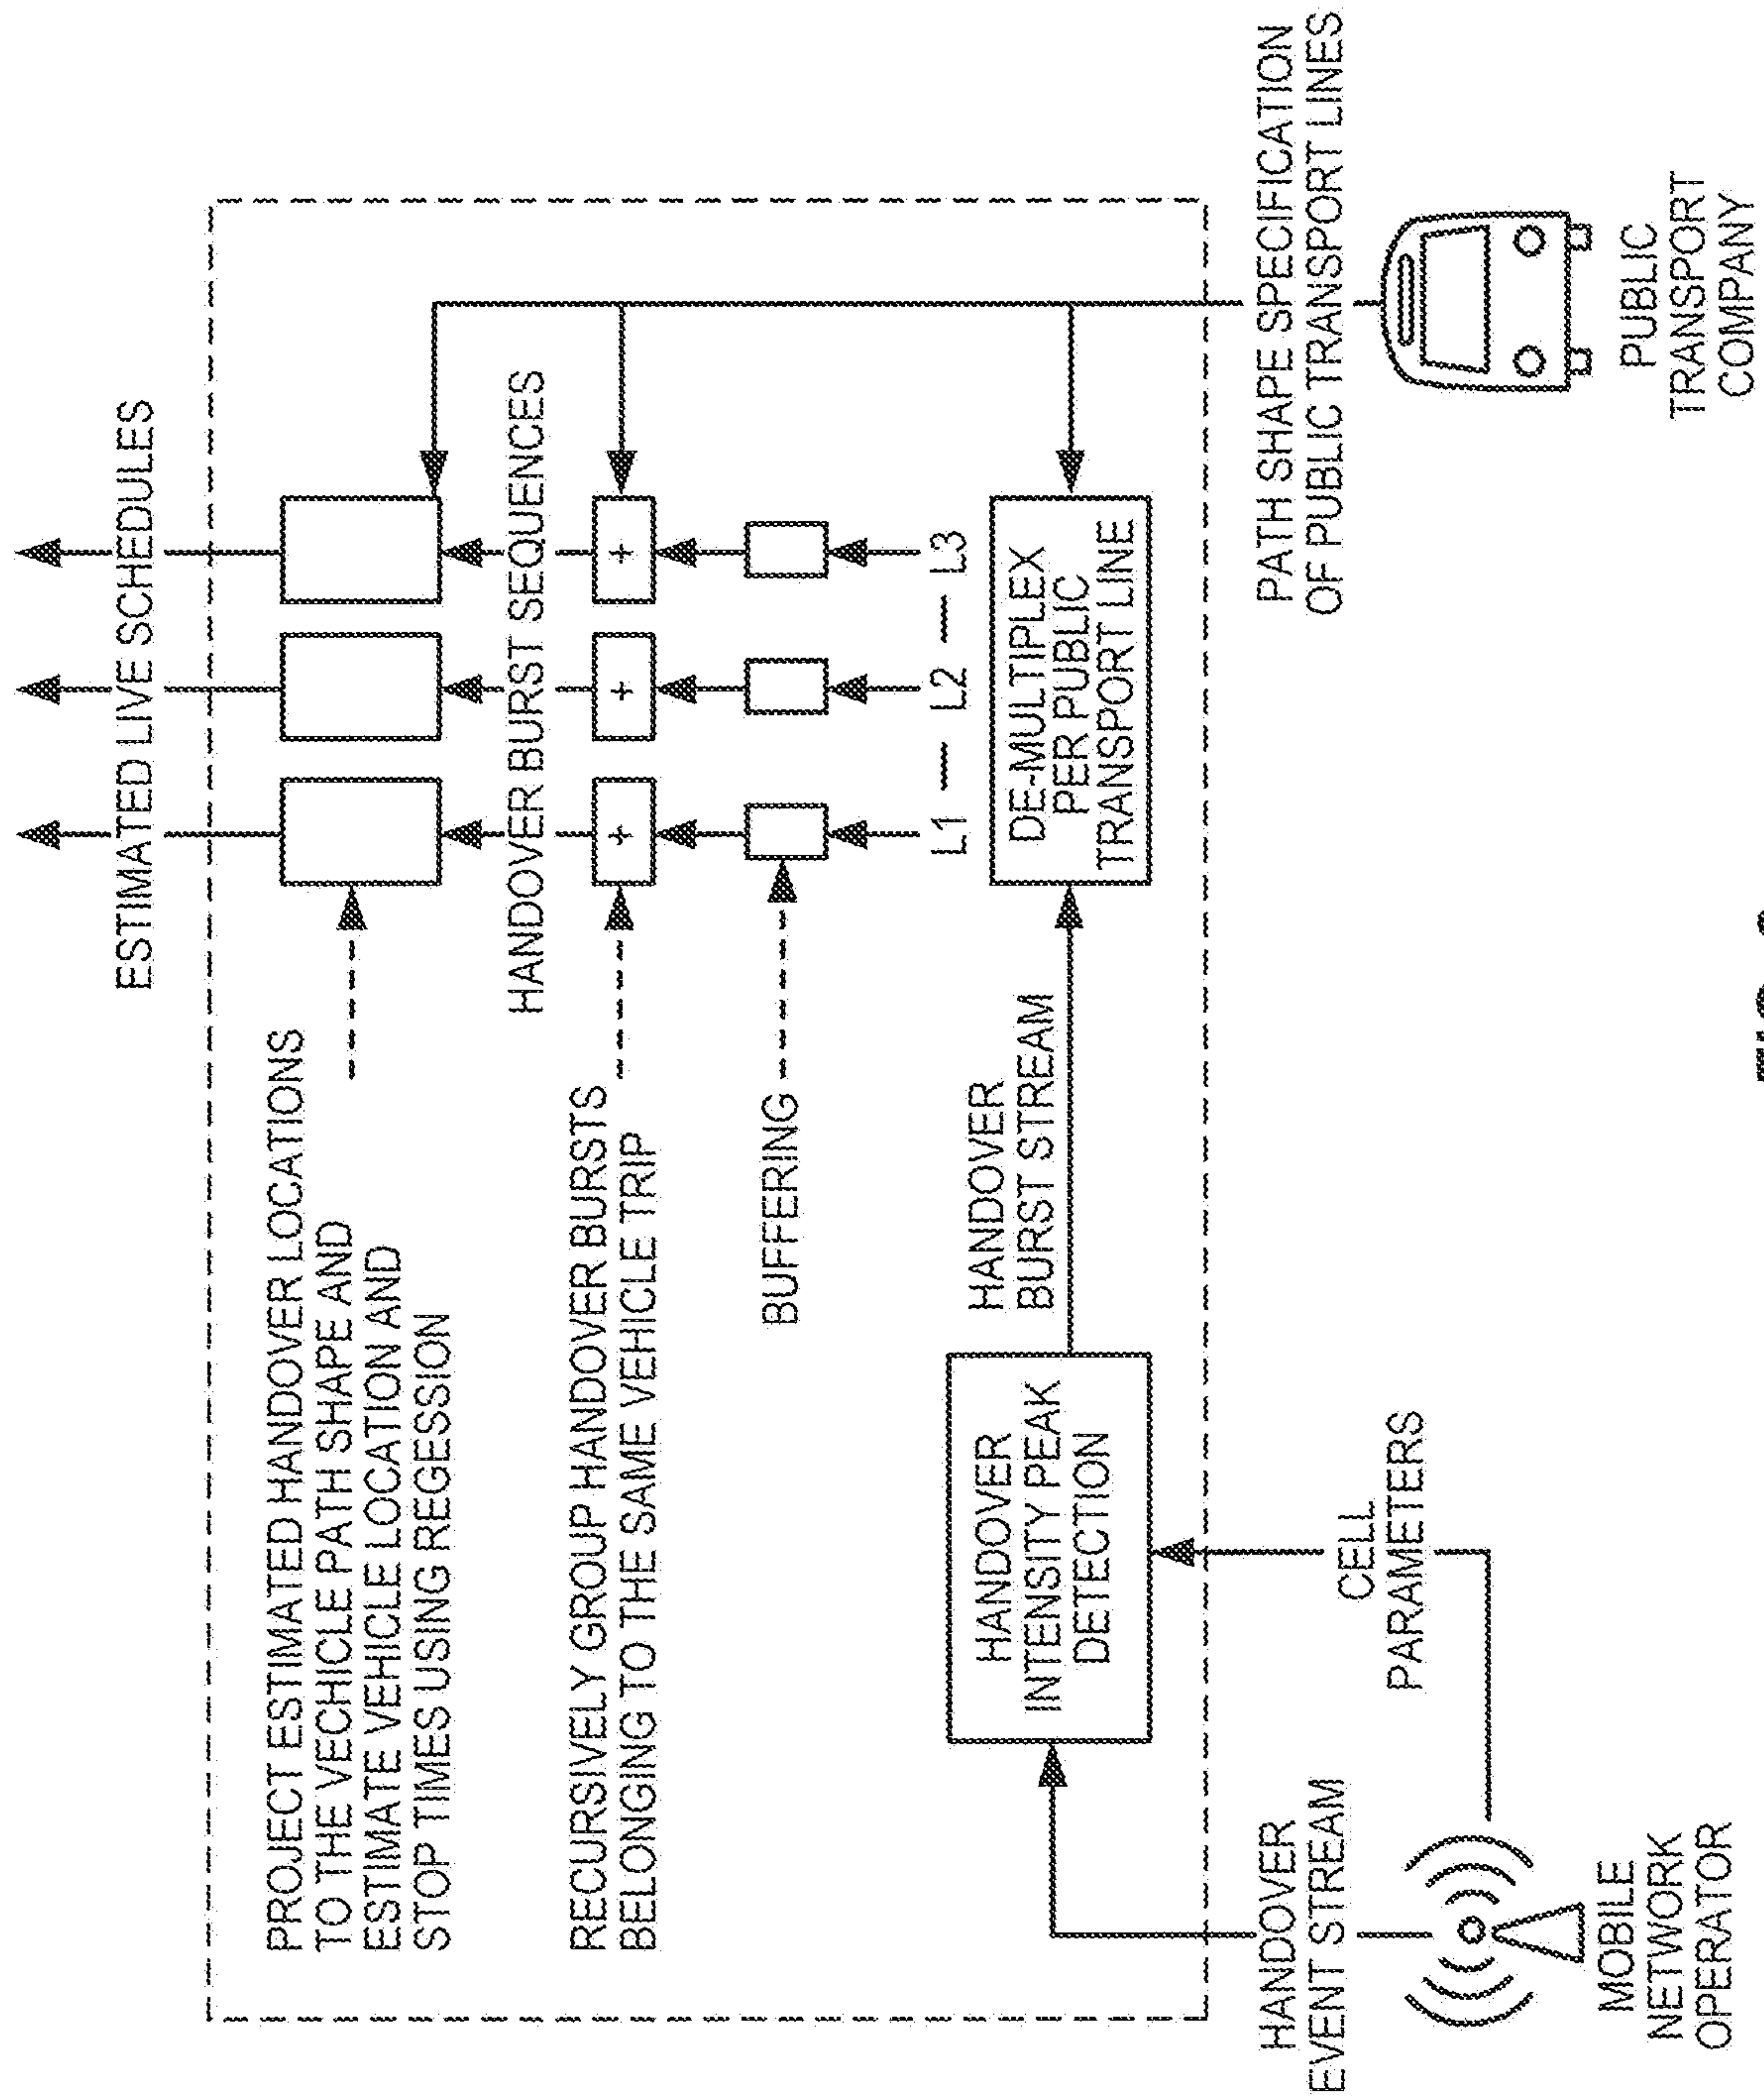 ESTIMATED LIVE SCHEDULES
PROJECT ESTIMATED HANDOVER LOCATIONS
TO THE VECHICLE PATH SHAPE AND
ESTIMATE VEHICLE LOCATION AND
STOP TIMES USING REGESSION
HANDOVER BURST SEQUENCES
RECURSIVELY GROUP HANDOVER BURSTS
BELONGING TO THE SAME VEHICLE TRIP
+
+
+
BUFFERING
L1 — L2 — L3
HANDOVER
INTENSITY PEAK
DETECTION
HANDOVER
BURST STREAM
DE-MULTIPLEX
PER PUBLIC
TRANSPORT LINE
HANDOVER
EVENT STREAM
CELL
PARAMETERS
PATH SHAPE SPECIFICATION
OF PUBLIC TRANSPORT LINES
MOBILE
NETWORK
OPERATOR
PUBLIC
TRANSPORT
COMPANY